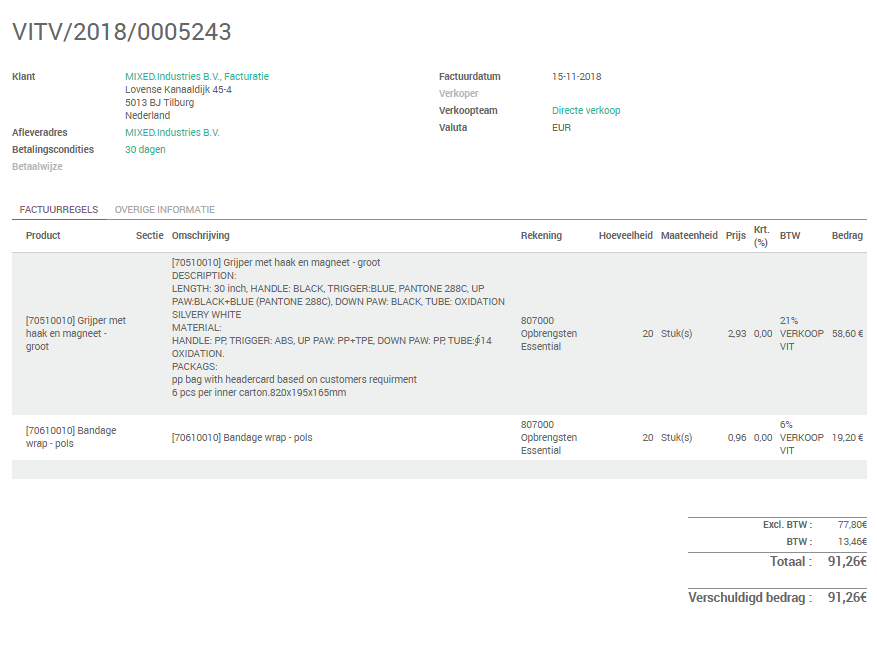 VITV/2018/0005243
Klant
MIXED.Industries B.V., Facturatie
Lovense Kanaaldijk 45-4
5013 BJ Tilburg
Nederland
Afleveradres
MIXED.Industries B.V.
Betalingscondities
30 dagen
Betaalwijze
Factuurdatum
15-11-2018
Verkoper
Verkoopteam
Directe verkoop
Valuta
EUR
FACTUURREGELS
OVERIGE INFORMATIE
Product
Sectie
Omschrijving
Rekening
Hoeveelheid
Maateenheid
Prijs
Krt.
(%)
BTW
Bedrag
[70510010] Grijper met
haak en magneet -
groot
[70510010] Grijper met haak en magneet - groot
DESCRIPTION:
LENGTH: 30 inch, HANDLE: BLACK, TRIGGER:BLUE, PANTONE 288C, UP
PAW:BLACK+BLUE (PANTONE 288C), DOWN PAW: BLACK, TUBE: OXIDATION
SILVERY WHITE
MATERIAL:
HANDLE: PP, TRIGGER: ABS, UP PAW: PP+TPE, DOWN PAW: PP, TUBE:∮14
OXIDATION.
PACKAGS:
pp bag with headercard based on customers requirment
6 pcs per inner carton.820x195x165mm
807000
Opbrengsten
Essential
20
Stuk(s)
2,93
0,00
21%
VERKOOP
VIT
58,60 €
[70610010] Bandage
wrap - pols
[70610010] Bandage wrap - pols
807000
Opbrengsten
Essential
20
Stuk(s)
0,96
0,00
6%
VERKOOP
VIT
19,20 €
Excl. BTW : 77,80€
BTW : 13,46€
Totaal : 91,26€
Verschuldigd bedrag : 91,26€